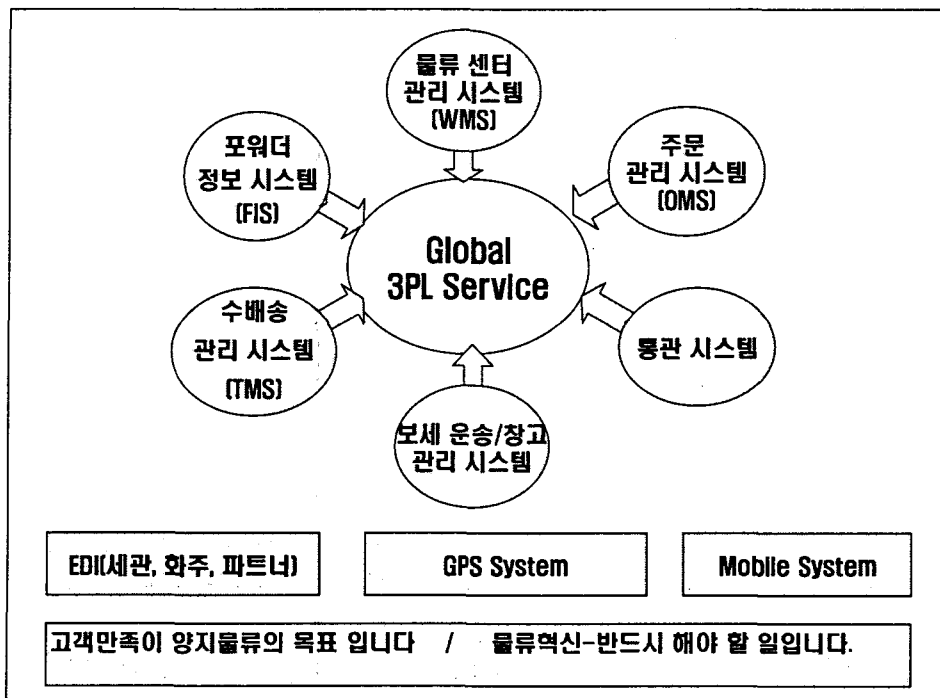 물류 센터
관리 시스템
(WMS)
포워더
정보 시스템
(FIS)
주문
관리 시스템
(OMS)
Global
3PL Service
수배송
관리 시스템
(TMS)
통관 시스템
보세 운송/창고
관리 시스템
EDI(세관, 화주, 파트너)
GPS System
Mobile System
고객만족이 양지물류의 목표 입니다 / 물류혁신-반드시 해야 할 일입니다.